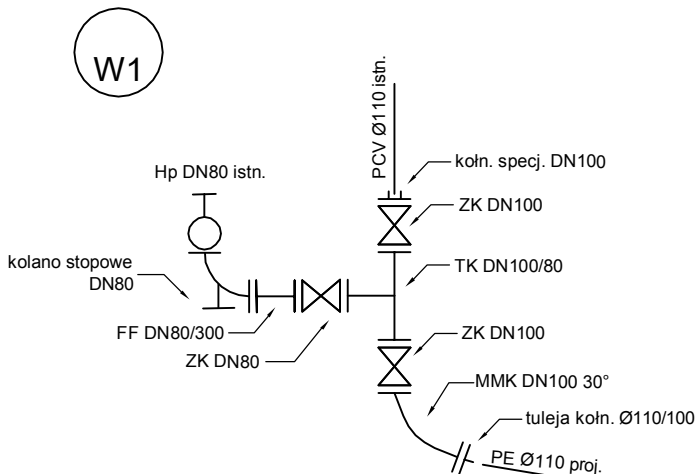 W1
PCV Ø110 istn.
Hp DN80 istn.
kołn. specj. DN100
ZK DN100
kolano stopowe
DN80
TK DN100/80
FF DN80/300
ZK DN80
ZK DN100
MMK DN100 30°
tuleja kołn. Ø110/100
PE Ø110 proj.